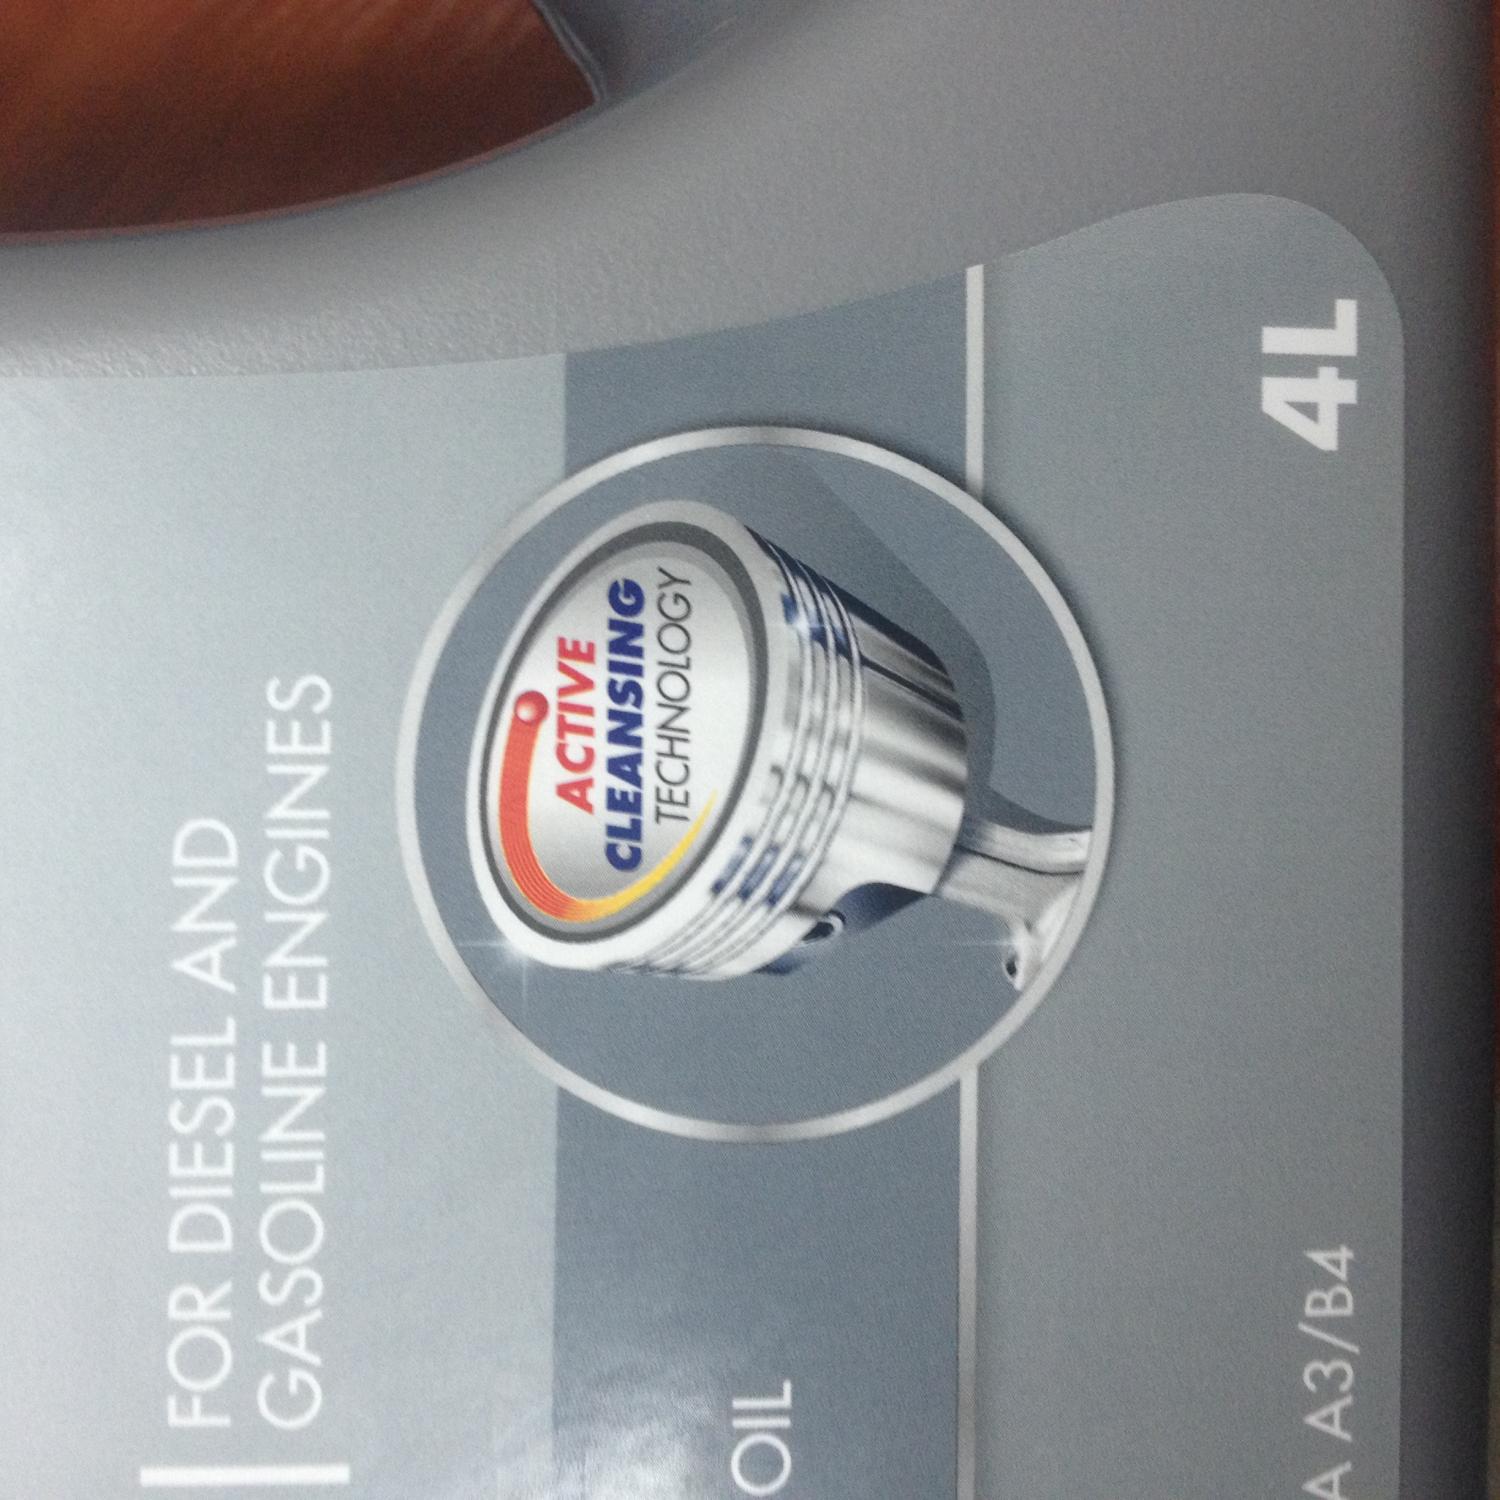 FOR DIESEL AND
GASOLINE ENGINES
ACTIVE
CLEANSING
TECHNOLOGY
OIL
A A3/B4
4L